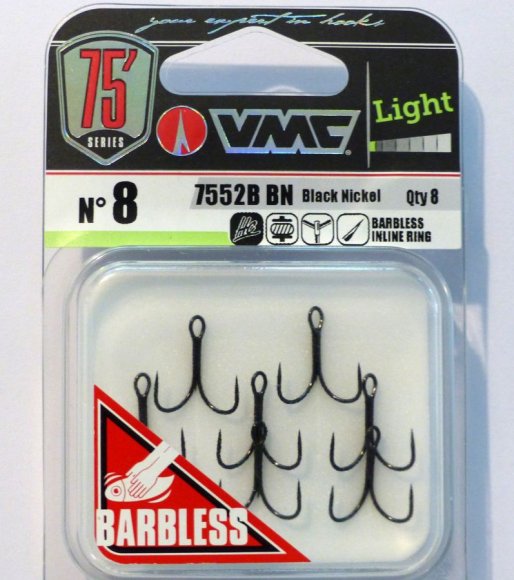 your expert in hooks
75'
SERIES
VMC®
Light
N° 8
7552B BN Black Nickel Qty 8
BARBLESS
INLINE RING
BARBLESS